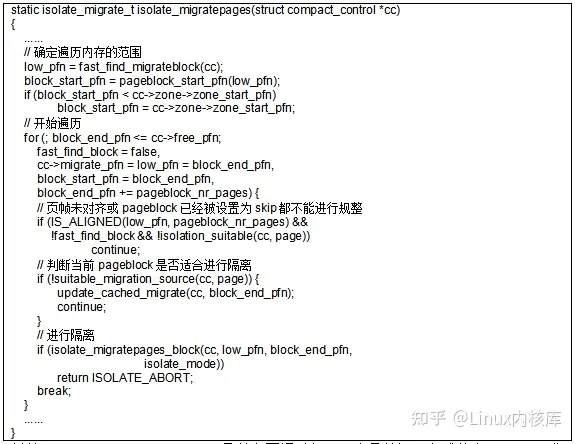 static isolate_migrate_t isolate_migratepages(struct compact_control *cc)
{
......
// 确定遍历内存的范围
low_pfn = fast_find_migrateblock(cc);
block_start_pfn = pageblock_start_pfn(low_pfn);
if (block_start_pfn < cc->zone->zone_start_pfn)
block_start_pfn = cc->zone->zone_start_pfn;
// 开始遍历
for (; block_end_pfn <= cc->free_pfn;
fast_find_block = false,
cc->migrate_pfn = low_pfn = block_end_pfn,
block_start_pfn = block_end_pfn,
block_end_pfn += pageblock_nr_pages) {
// 页帧未对齐或 pageblock 已经被设置为 skip 都不能进行规整
if (IS_ALIGNED(low_pfn, pageblock_nr_pages) &&
!fast_find_block && !isolation_suitable(cc, page))
continue;
// 判断当前 pageblock 是否适合进行隔离
if (!suitable_migration_source(cc, page)) {
update_cached_migrate(cc, block_end_pfn);
continue;
}
// 进行隔离
if (isolate_migratepages_block(cc, low_pfn, block_end_pfn,
isolate_mode))
return ISOLATE_ABORT;
break;
}
......
}
知乎 @Linux内核库